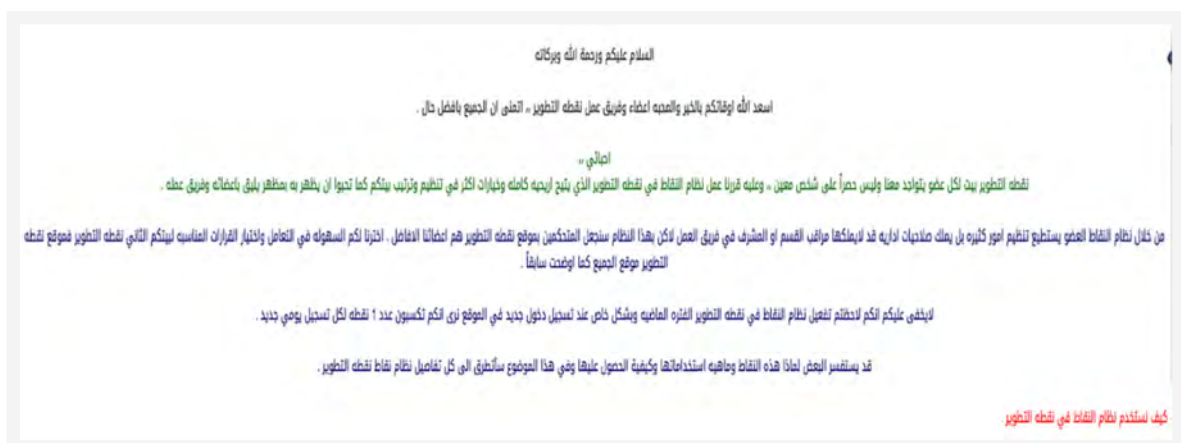 السلام عليكم ورحمة الله وبركاته
اسعد الله اوقاتكم بالخير والمحبه اعضاء وفريق عمل نقطه التطوير ,, اتمنى ان الجميع بافضل حال .
احبائي ,,
نقطه التطوير بيت لكل عضو يتواجد معنا وليس حصراً على شخص معين ,, وعليه قررنا عمل نظام النقاط في نقطه التطوير الذي يتيح اريحيه كامله وخيارات اكثر في تنظيم وترتيب بيتكم كما تحبوا ان يظهر به بمظهر يليق باعضائه وفريق عمله .
من خلال نظام النقاط العضو يستطيع تنظيم امور كثيره بل يملك صلاحيات اداريه قد لايملكها مراقب القسم او المشرف في فريق العمل لاكن بهذا النظام سنجعل المتحكمين بموقع نقطه التطوير هم اعضائنا الافاضل . اخترنا لكم السهوله في التعامل واختيار القرارات المناسبه لبيتكم الثاني نقطه التطوير فموقع نقطه
التطوير موقع الجميع كما اوضحت سابقاً .
لايخفى عليكم انكم لاحظتم تفعيل نظام النقاط في نقطه التطوير الفتره الماضيه وبشكل خاص عند تسجيل دخول جديد في الموقع نرى انكم تكسبون عدد 1 نقطه لكل تسجيل يومي جديد .
قد يستفسر البعض لماذا هذه النقاط وماهيه استخداماتها وكيفية الحصول عليها وفي هذا الموضوع سأتطرق الى كل تفاصيل نظام نقاط نقطه التطوير .
كيف نستخدم نظام النقاط في نقطه التطوير